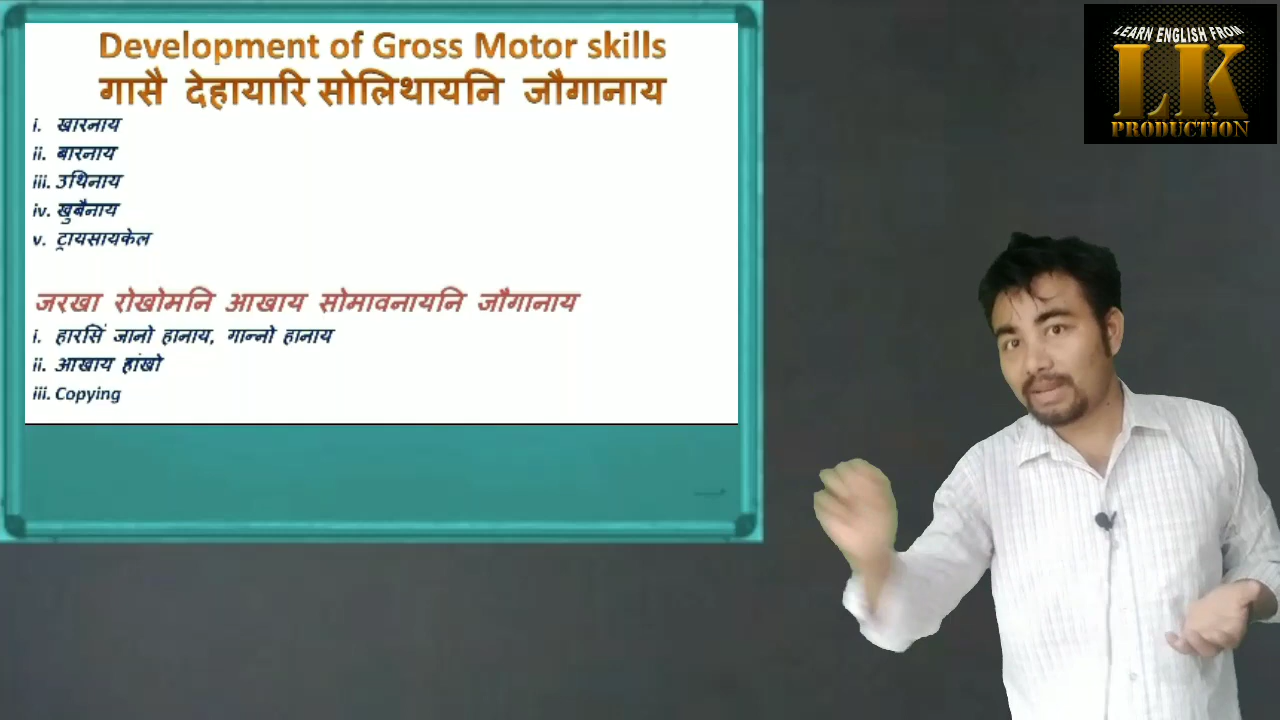 Development of Gross Motor skills
गासै देहायारि सोलिथायनि जौगानाय
i. खारनाय
ii. बारनाय
iii. उथिनाय
iv. खुबैनाय
v. ट्रायसायकेल
जरखा रोखोमनि आखाय सोमावनायनि जौगानाय
i. हारसिं जानो हानाय, गान्नो हानाय
ii. आखाय हांखो
iii. Copying
LEARN ENGLISH FROM
LK
PRODUCTION